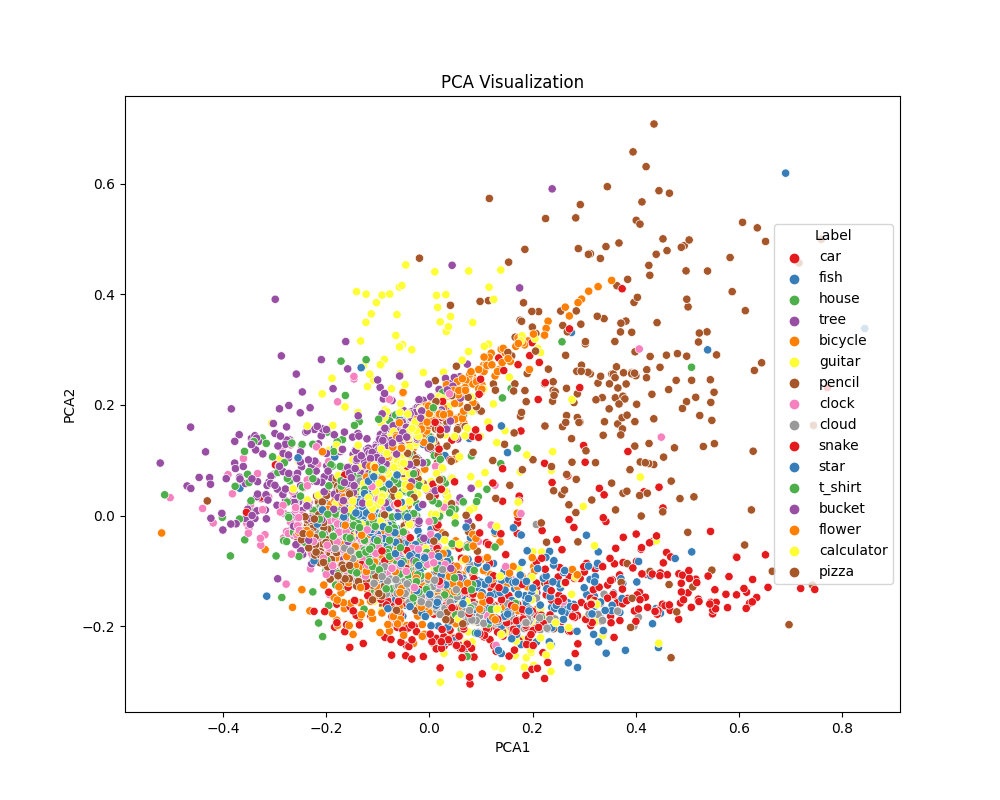 PCA Visualization
PCA2
0.6
0.4
0.2
0.0
−0.2
−0.4
−0.2
0.0
0.2
0.4
0.6
0.8
PCA1
Label
car
fish
house
tree
bicycle
guitar
pencil
clock
cloud
snake
star
t_shirt
bucket
flower
calculator
pizza